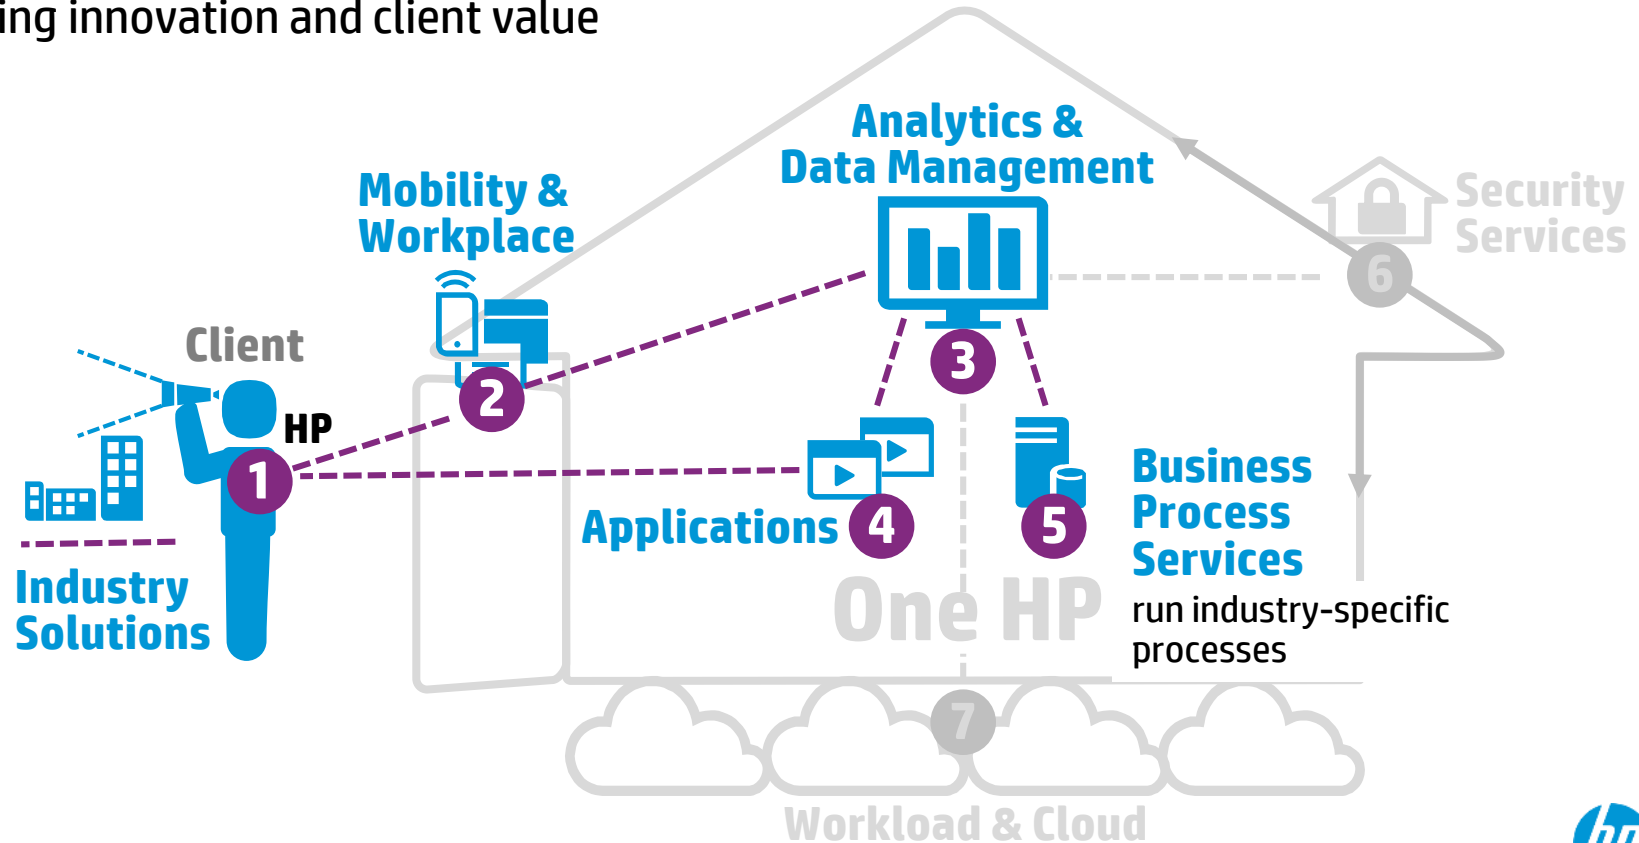 ing innovation and client value
Analytics &
Data Management
Mobility &
Workplace
Security
Services
6
Client
3
2
HP
1
Business
Process
Services
Applications
4
5
Industry
Solutions
One HP
run industry-specific
processes
7
Workload & Cloud
hp